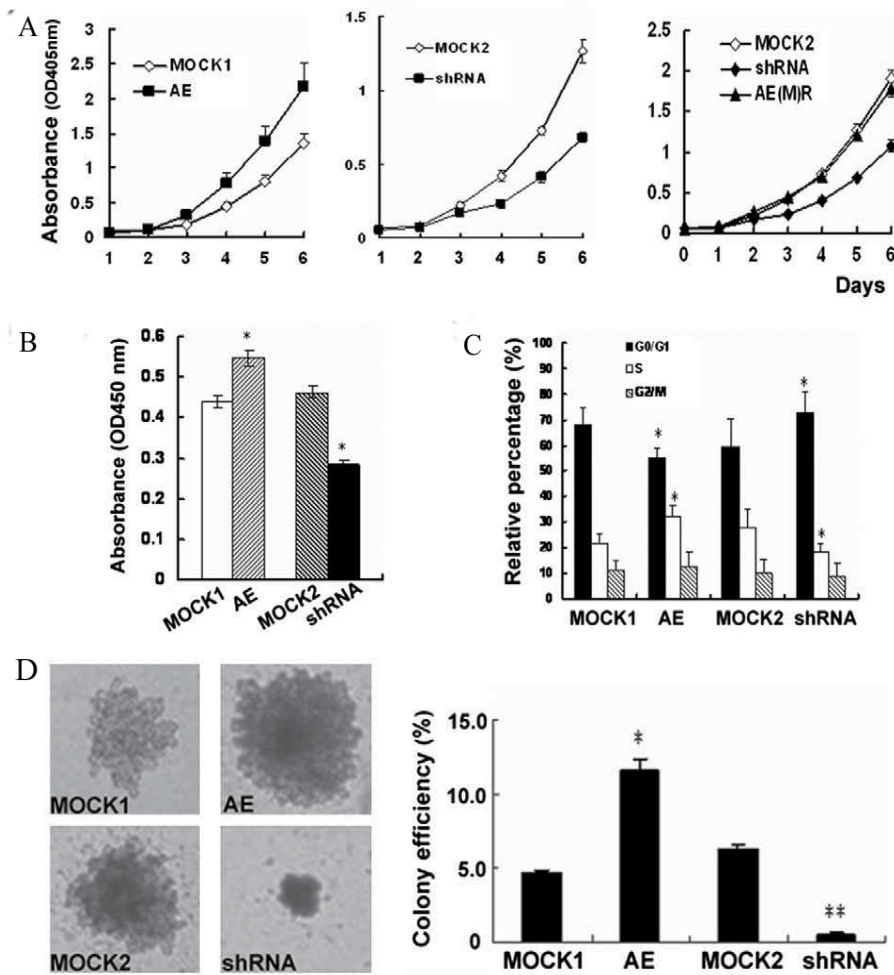 A
Absorbance (OD405nm)
3
2.5
2
1.5
1
0.5
0
MOCK1
AE
1 2 3 4 5 6
1.5
1
0.5
0
MOCK2
shRNA
1 2 3 4 5 6
2.5
2
1.5
1
0.5
0
MOCK2
shRNA
AE(M)R
0 1 2 3 4 5 6
Days
B
Absorbance (OD450 nm)
0.6
0.5
0.4
0.3
0.2
0.1
0
*
*
MOCK1 AE MOCK2 shRNA
C
Relative percentage (%)
100
90
80
70
60
50
40
30
20
10
0
G0/G1
S
G2/M
*
*
*
*
MOCK1 AE MOCK2 shRNA
D
MOCK1
AE
MOCK2
shRNA
Colony efficiency (%)
15.0
10.0
5.0
0
*
**
MOCK1 AE MOCK2 shRNA